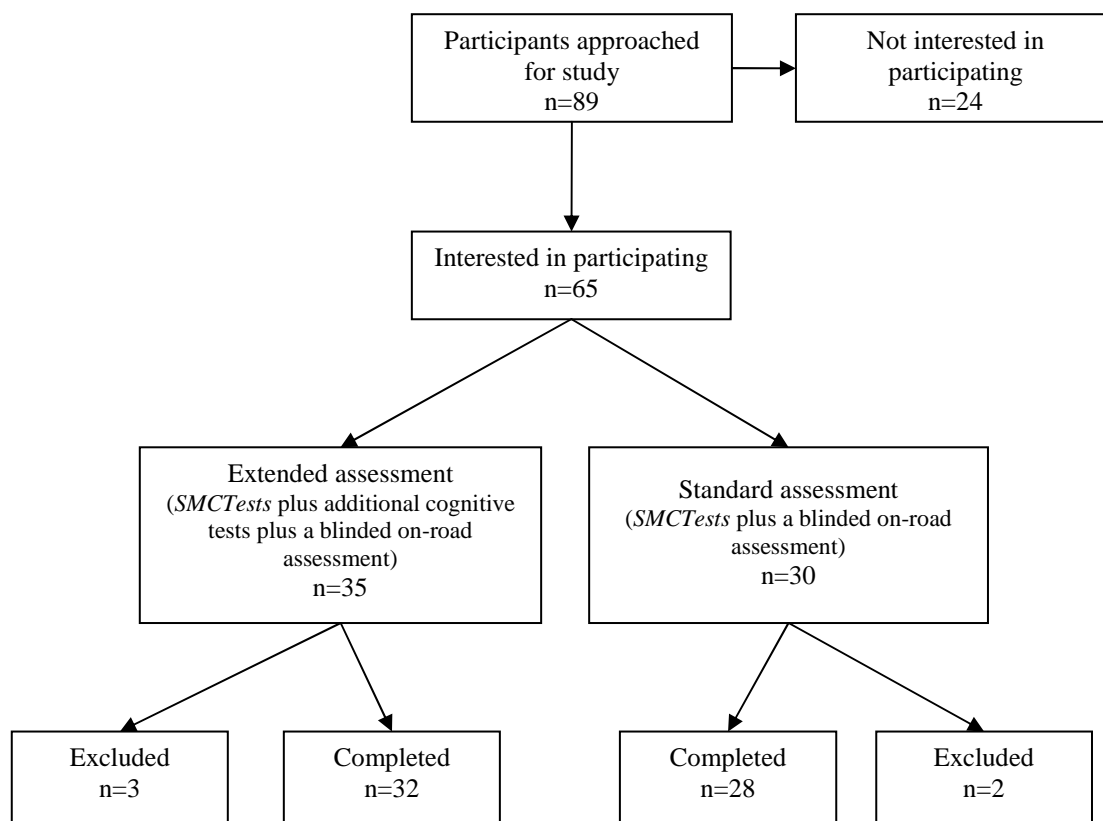 Participants approached
for study
n=89
Not interested in
participating
n=24
Interested in participating
n=65
Extended assessment
(SMCTests plus additional cognitive
tests plus a blinded on-road
assessment)
n=35
Standard assessment
(SMCTests plus a blinded on-road
assessment)
n=30
Excluded
n=3
Completed
n=32
Completed
n=28
Excluded
n=2